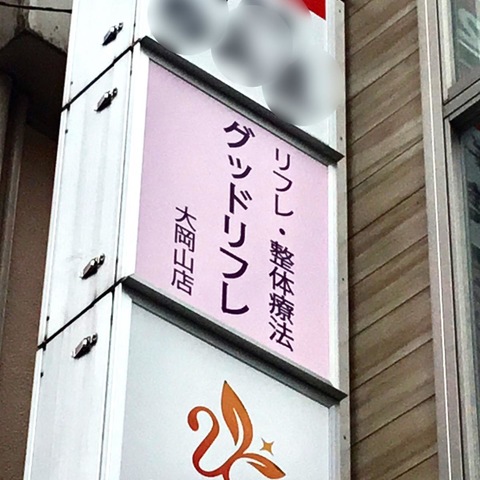 リフレ・整体療法
グッドリフレ
大岡山店